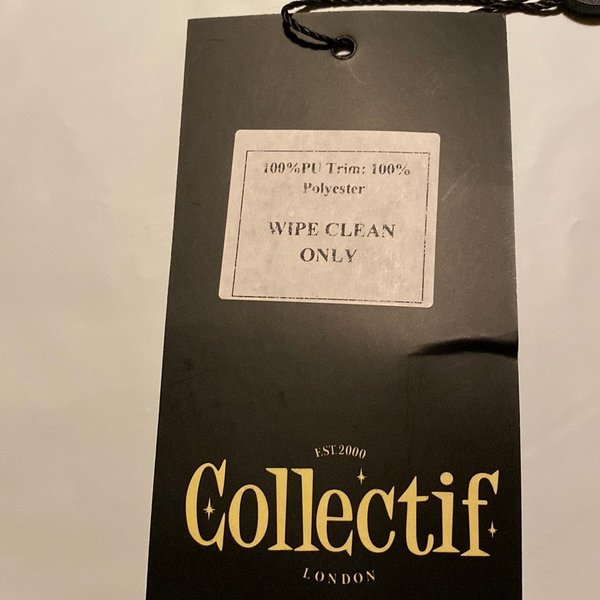 100%PU Trim: 100%
Polyester
WIPE CLEAN
ONLY
EST. 2000
Collectif
LONDON